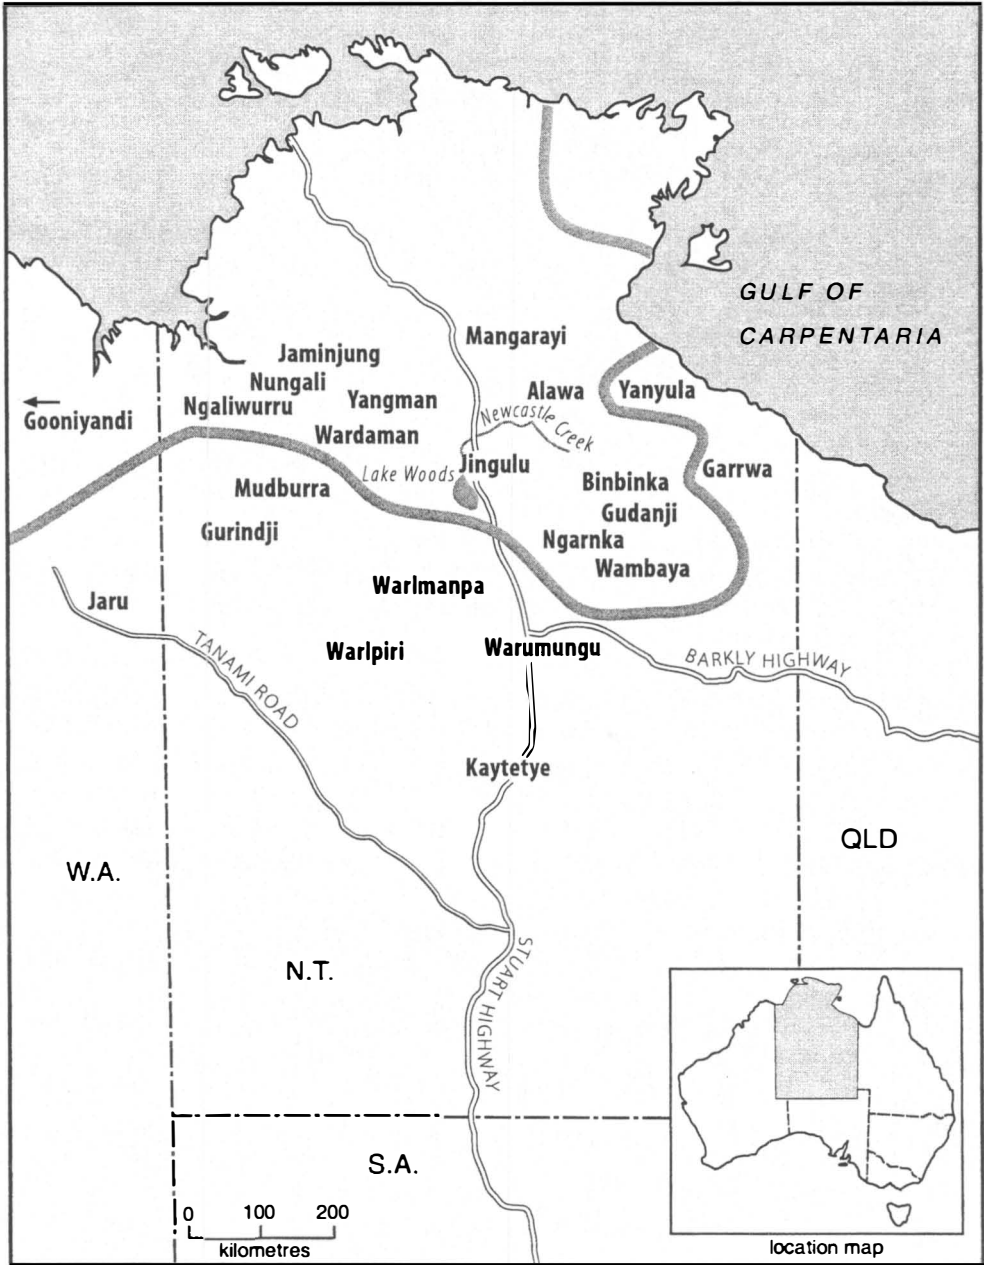 GULF OF
CARPENTARIA
Mangarayi
Jaminjung
Nungali
Alawa
Yanyula
Ngaliwurru
Yangman
Gooniyandi
Newcastle Creek
Wardaman
Jingulu
Lake Woods
Garrwa
Binbinka
Mudburra
Gudanji
Gurindji
Ngarnka
Wambaya
Warlmanpa
Jaru
Warlpiri
Warumungu
TANAMI ROAD
BARKLY HIGHWAY
Kaytetye
QLD
W.A.
N.T.
STUART HIGHWAY
S.A.
0 100 200
kilometres
location map